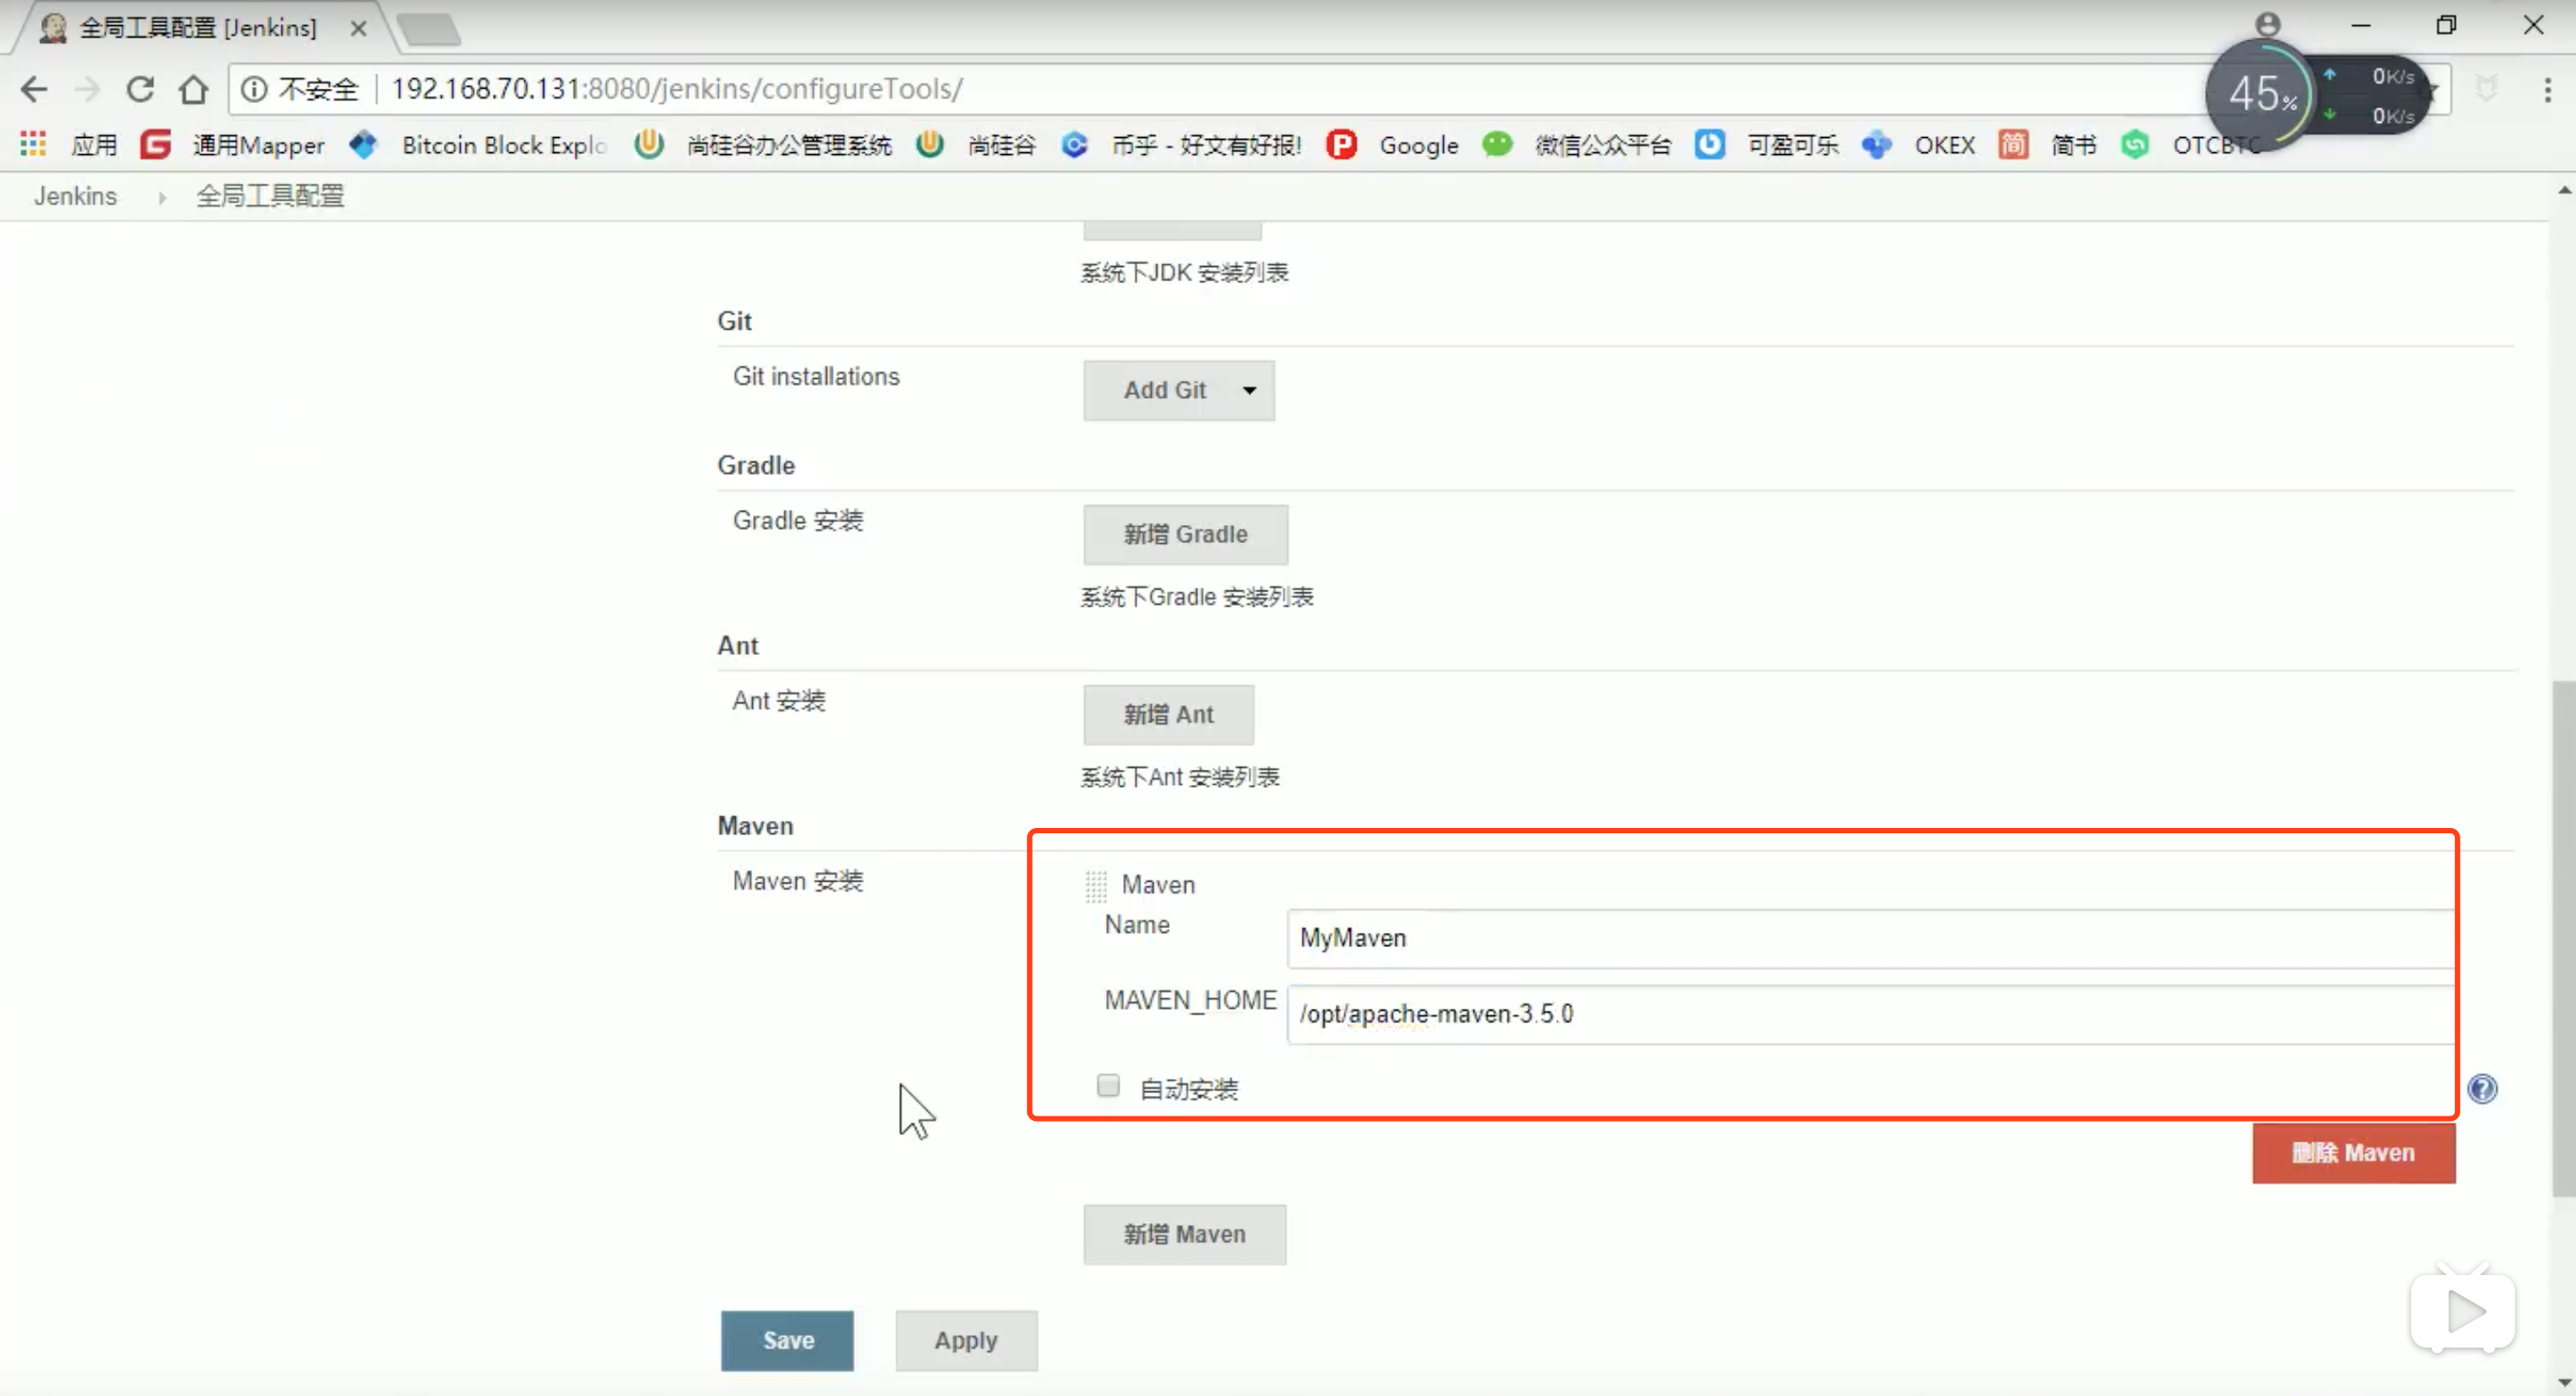 全局工具配置 [Jenkins]
不安全 192.168.70.131:8080/jenkins/configureTools/
45% 0K/s
0K/s
应用 通用Mapper Bitcoin Block Explo 尚硅谷办公管理系统 尚硅谷 币乎 - 好文有好报! Google 微信公众平台 可盈可乐 OKEX 简 简书 OTCBTC
Jenkins 全局工具配置
系统下JDK 安装列表
Git
Git installations Add Git
Gradle
Gradle 安装 新增 Gradle
系统下Gradle 安装列表
Ant
Ant 安装 新增 Ant
系统下Ant 安装列表
Maven
Maven 安装 Maven
Name MyMaven
MAVEN_HOME /opt/apache-maven-3.5.0
自动安装
删除 Maven
新增 Maven
Save Apply